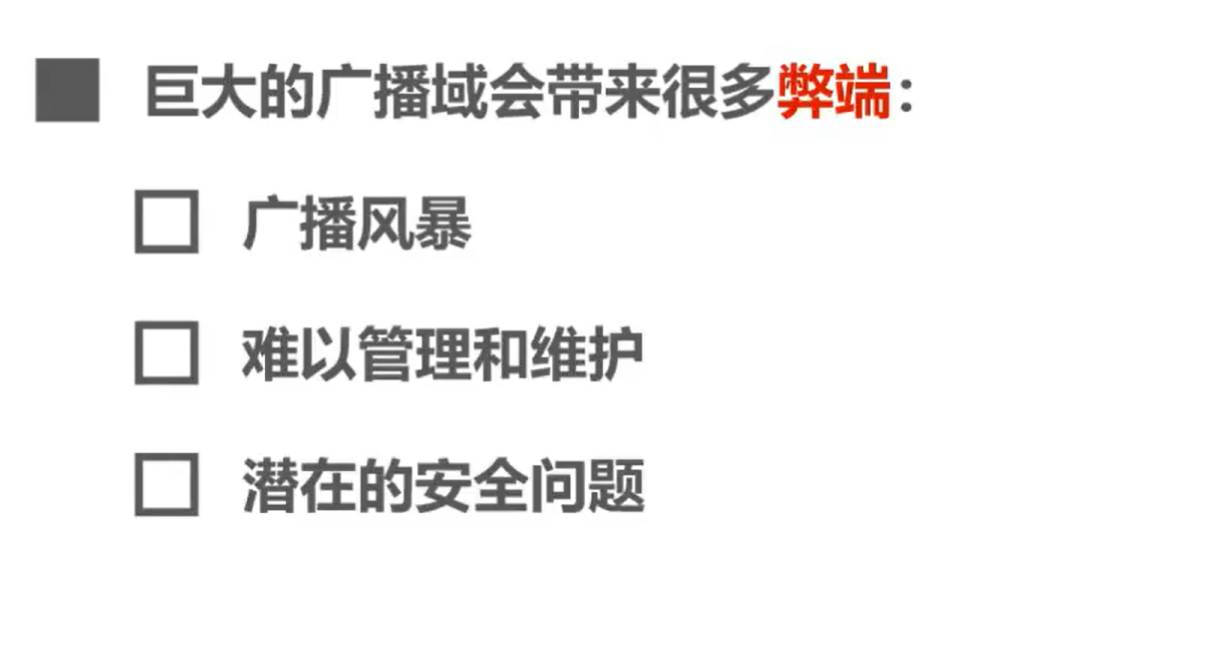 巨大的广播域会带来很多弊端：
广播风暴
难以管理和维护
潜在的安全问题